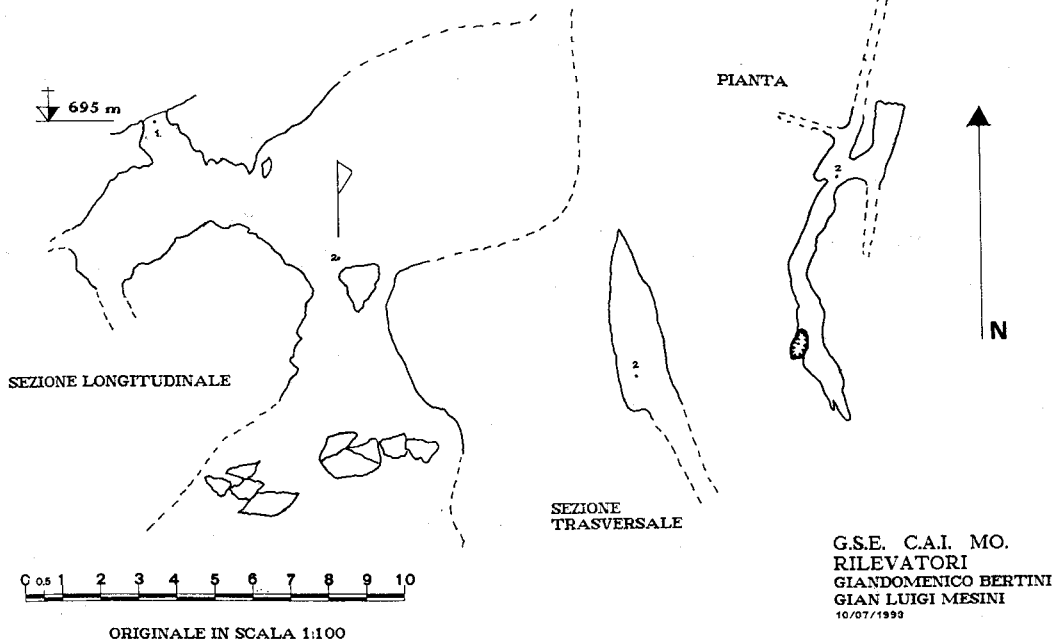 695 m
1
2
SEZIONE LONGITUDINALE
PIANTA
2
N
2
SEZIONE
TRASVERSALE
0 0.5 1 2 3 4 5 6 7 8 9 10
ORIGINALE IN SCALA 1:100
G.S.E. C.A.I. MO.
RILEVATORI
GIANDOMENICO BERTINI
GIAN LUIGI MESINI
10/07/1993